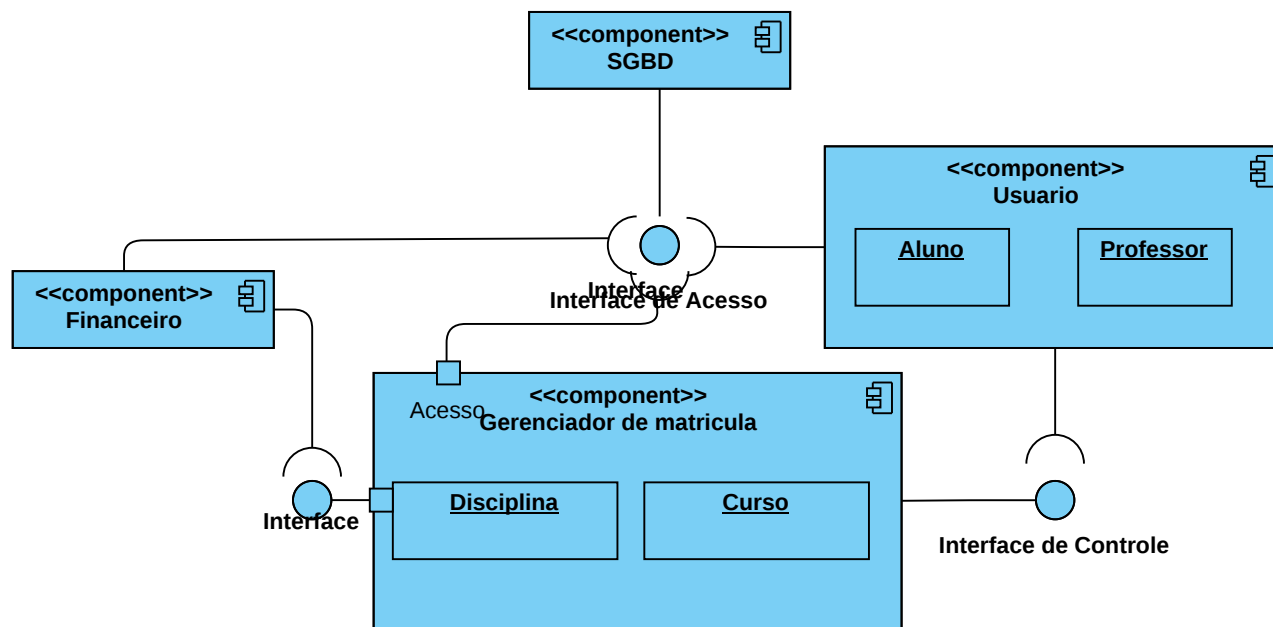 <<component>>
SGBD
<<component>>
Usuario
Aluno
Professor
<<component>>
Financeiro
Interface
Interface de Acesso
Acesso
<<component>>
Gerenciador de matricula
Disciplina
Curso
Interface
Interface de Controle